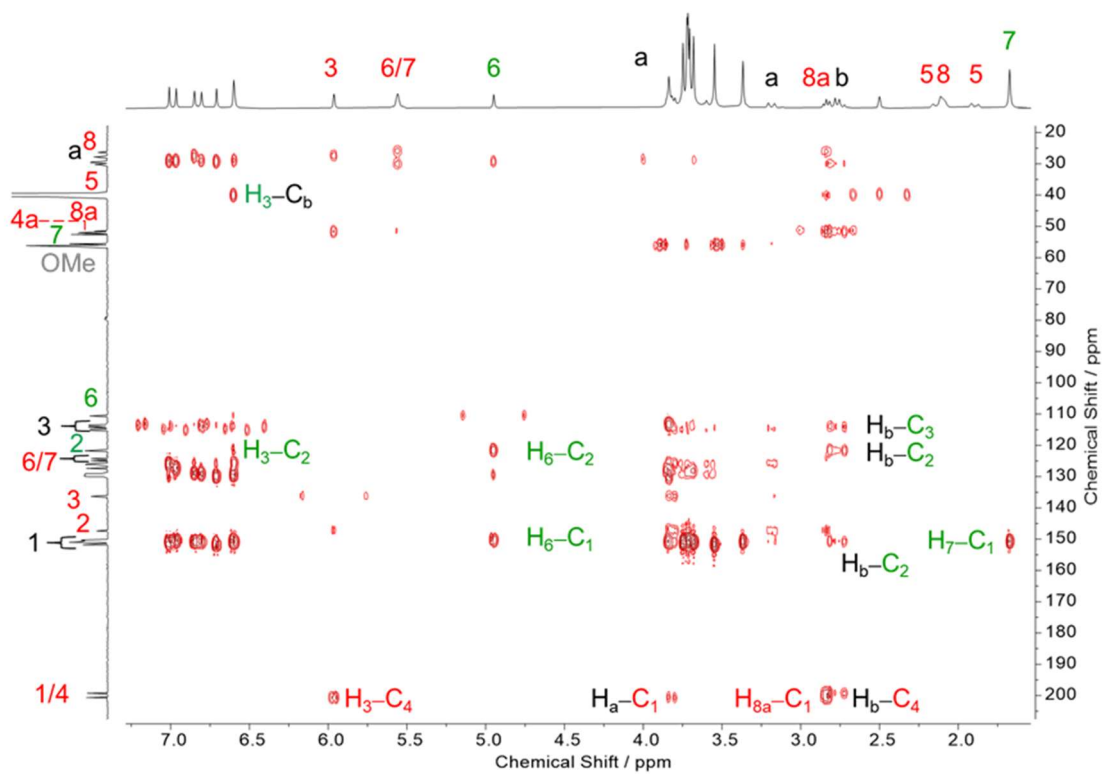 7
a
3
6/7
6
a
8a
b
5
8
5
8
a
5
8a
4a
7
OMe
6
3
2
6/7
3
2
1
1/4
H3–Cb
H3–C2
H6–C2
H6–C1
Hb–C3
Hb–C2
H7–C1
Hb–C2
H3–C4
Ha–C1
H8a–C1
Hb–C4
20
30
40
50
60
70
80
90
100
110
120
130
140
150
160
170
180
190
200
Chemical Shift / ppm
7.0
6.5
6.0
5.5
5.0
4.5
4.0
3.5
3.0
2.5
2.0
Chemical Shift / ppm